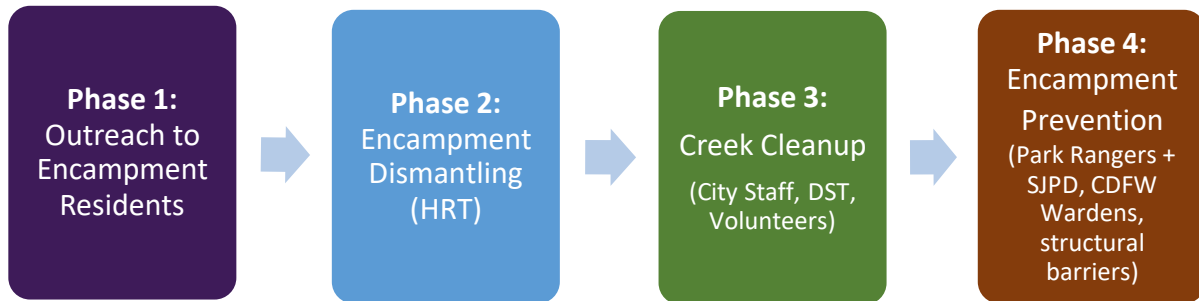 Phase 1:
Outreach to
Encampment
Residents
Phase 2:
Encampment
Dismantling
(HRT)
Phase 3:
Creek Cleanup
(City Staff, DST,
Volunteers)
Phase 4:
Encampment
Prevention
(Park Rangers +
SJPD, CDFW
Wardens,
structural
barriers)